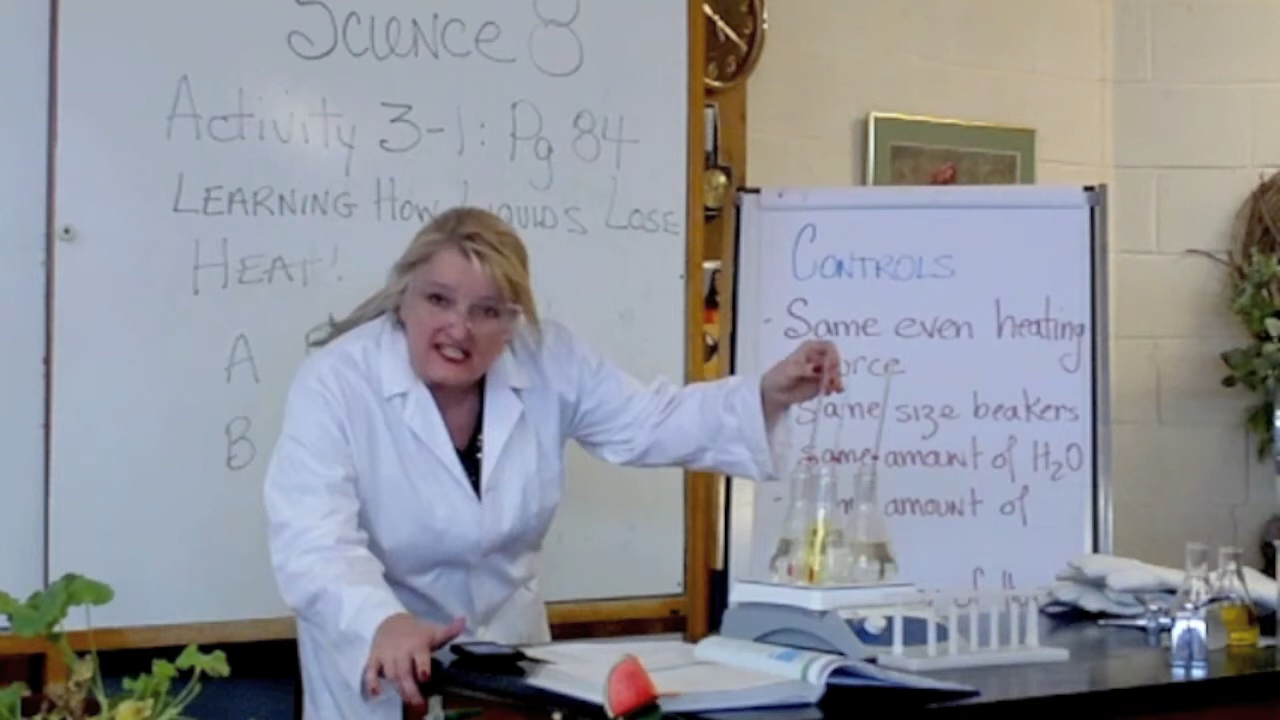 Science 8
Activity 3-1: Pg 84
LEARNING HOW LIQUIDS LOSE
HEAT!
A
B
CONTROLS
- Same even heating
Same size beakers
same amount of H2O
- amount of